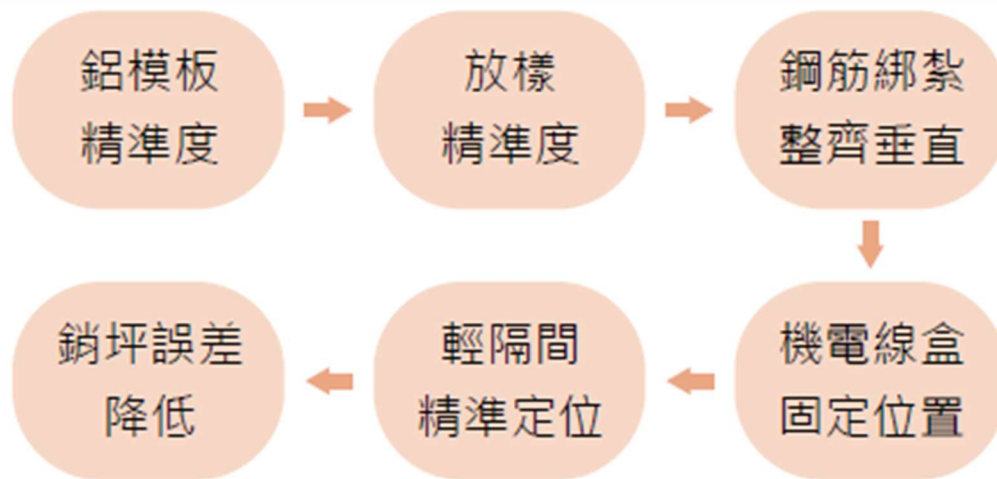 鋁模板
精準度
放樣
精準度
鋼筋綁紮
整齊垂直
機電線盒
固定位置
輕隔間
精準定位
銷坪誤差
降低